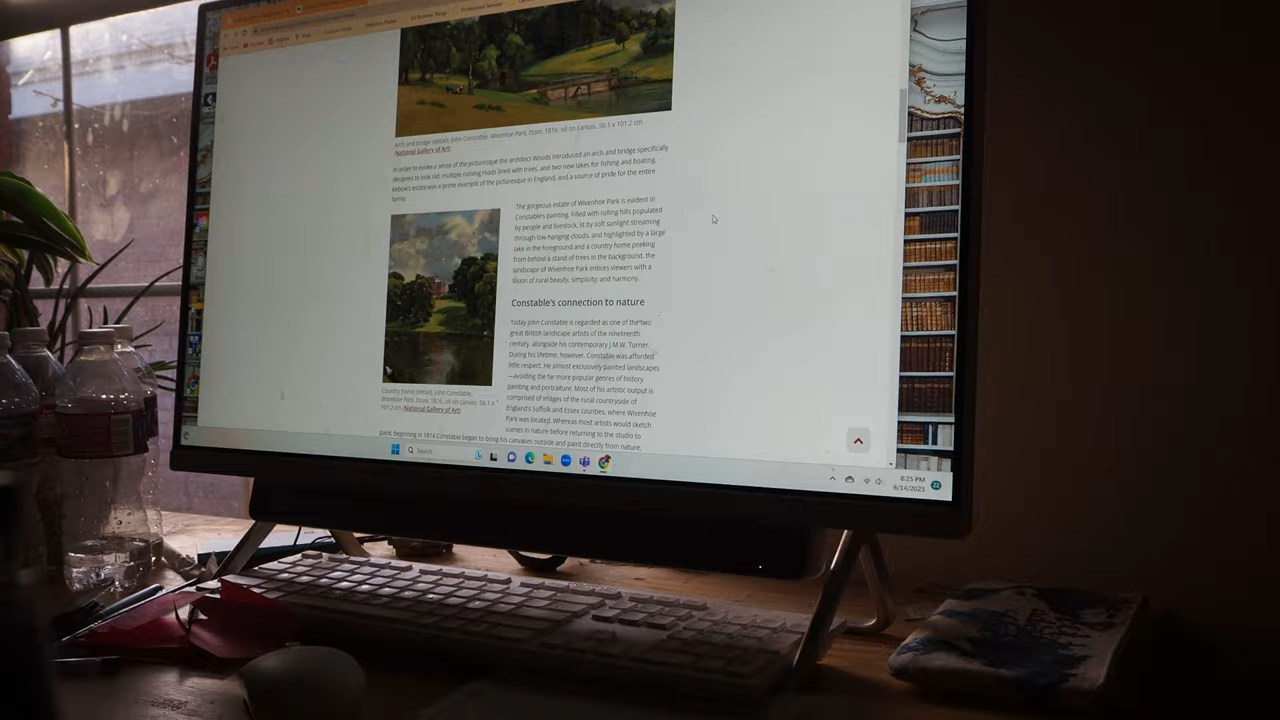 Arch and bridge (detail), John Constable, Wivenhoe Park, Essex, 1816, oil on canvas, 56.1 x 101.2 cm
(National Gallery of Art)
In order to evoke a sense of the picturesque the architect Woods introduced an arch and bridge specifically
designed to look old, multiple curving roads lined with trees, and two new lakes for fishing and boating.
Rebow's estate was a prime example of the picturesque in England, and a source of pride for the entire
family.
The gorgeous estate of Wivenhoe Park is evident in
Constable's painting. Filled with rolling hills populated
by people and livestock, lit by soft sunlight streaming
through low-hanging clouds, and highlighted by a large
lake in the foreground and a country home peeking
from behind a stand of trees in the background, the
landscape of Wivenhoe Park entices viewers with a
vision of rural beauty, simplicity, and harmony.
Constable's connection to nature
Today John Constable is regarded as one of the two
great British landscape artists of the nineteenth
century, alongside his contemporary J.M.W. Turner.
During his lifetime, however, Constable was afforded
little respect. He almost exclusively painted landscapes
—avoiding the far more popular genres of history
painting and portraiture. Most of his artistic output is
comprised of images of the rural countryside of
England's Suffolk and Essex counties, where Wivenhoe
Park was located. Whereas most artists would sketch
scenes in nature before returning to the studio to
Country home (detail), John Constable,
Wivenhoe Park, Essex, 1816, oil on canvas, 56.1 x
101.2 cm (National Gallery of Art)
paint, beginning in 1814 Constable began to bring his canvases outside and paint directly from nature,
Search
8:25 PM
6/14/2023
22